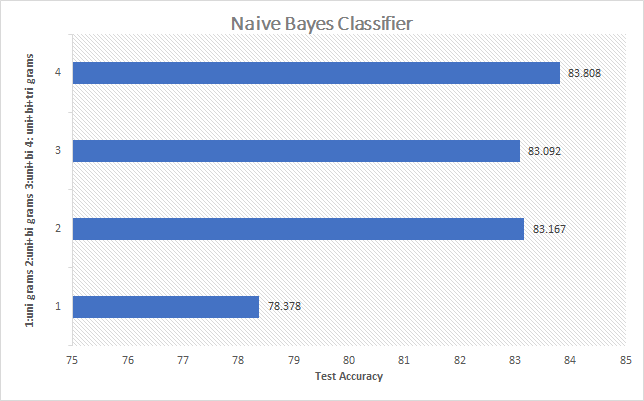 Naive Bayes Classifier
1:uni grams 2:uni+bi grams 3:uni+bi 4: uni+bi+tri grams
4
83.808
3
83.092
2
83.167
1
78.378
75 76 77 78 79 80 81 82 83 84 85
Test Accuracy